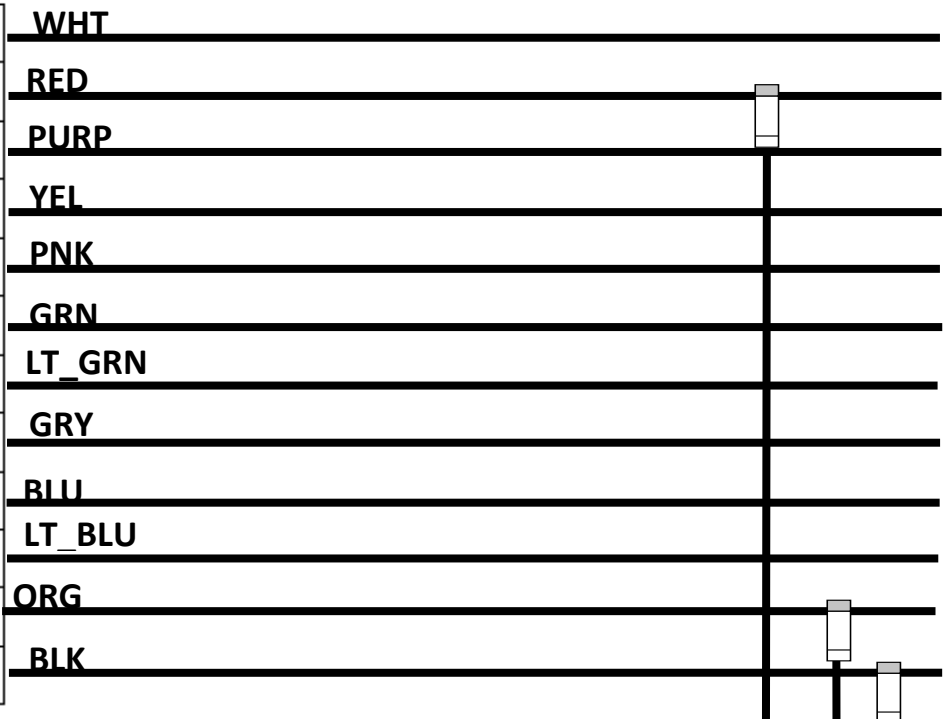 WHT
RED
PURP
YEL
PNK
GRN
LT_GRN
GRY
BLU
LT_BLU
ORG
BLK